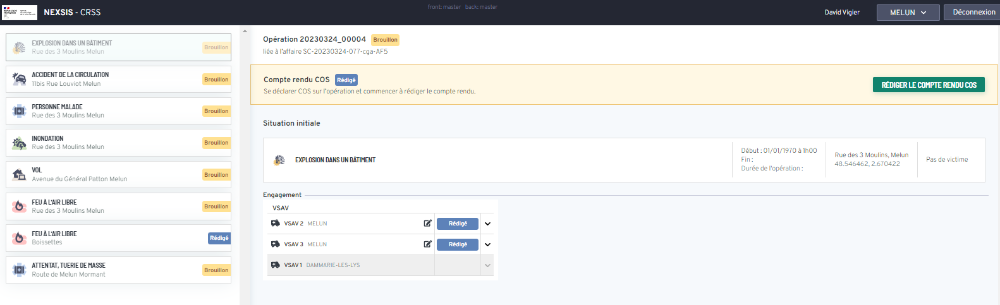 RÉPUBLIQUE
FRANÇAISE
NEXSIS - CRSS
front: master back: master
David Vigier
MELUN
Déconnexion
EXPLOSION DANS UN BÂTIMENT
Rue des 3 Moulins Melun
Brouillon
ACCIDENT DE LA CIRCULATION
11bis Rue Louviot Melun
Brouillon
PERSONNE MALADE
Rue des 3 Moulins Melun
Brouillon
INONDATION
Rue des 3 Moulins Melun
Brouillon
VOL
Avenue du Général Patton Melun
Brouillon
FEU À L'AIR LIBRE
Rue des 3 Moulins Melun
Brouillon
FEU À L'AIR LIBRE
Boissettes
Rédigé
ATTENTAT, TUERIE DE MASSE
Route de Melun Mormant
Brouillon
Opération 20230324_00004 Brouillon
liée à l'affaire SC-20230324-077-cga-AF5
Compte rendu COS Rédigé
Se déclarer COS sur l'opération et commencer à rédiger le compte rendu.
RÉDIGER LE COMPTE RENDU COS
Situation initiale
EXPLOSION DANS UN BÂTIMENT
Début : 01/01/1970 à 1h00
Fin :
Durée de l'opération :
Rue des 3 Moulins, Melun
48.546462, 2.670422
Pas de victime
Engagement
VSAV
VSAV 2 MELUN Rédigé
VSAV 3 MELUN Rédigé
VSAV 1 DAMMARIE-LES-LYS